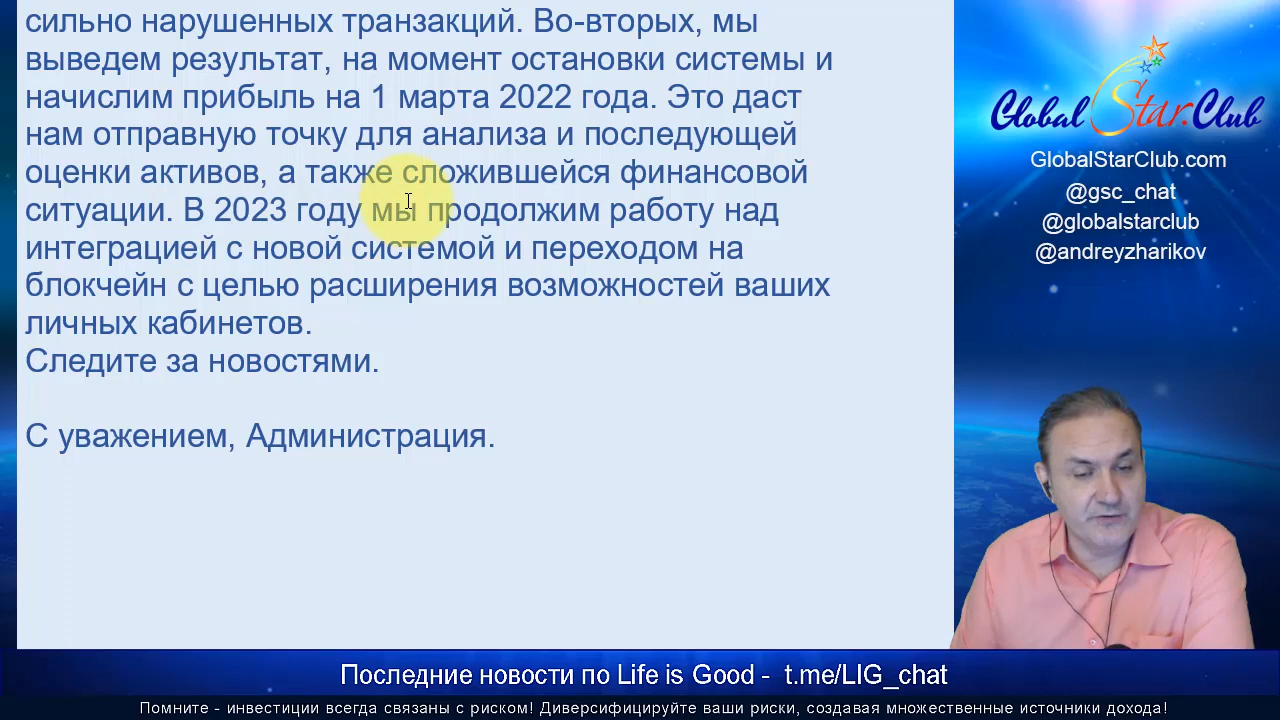 сильно нарушенных транзакций. Во-вторых, мы
выведем результат, на момент остановки системы и
начислим прибыль на 1 марта 2022 года. Это даст
нам отправную точку для анализа и последующей
оценки активов, а также сложившейся финансовой
ситуации. В 2023 году мы продолжим работу над
интеграцией с новой системой и переходом на
блокчейн с целью расширения возможностей ваших
личных кабинетов.
Следите за новостями.
С уважением, Администрация.
Global Star Club
GlobalStarClub.com
@gsc_chat
@globalstarclub
@andreyzharikov
Последние новости по Life is Good - t.me/LIG_chat
Помните - инвестиции всегда связаны с риском! Диверсифицируйте ваши риски, создавая множественные источники дохода!